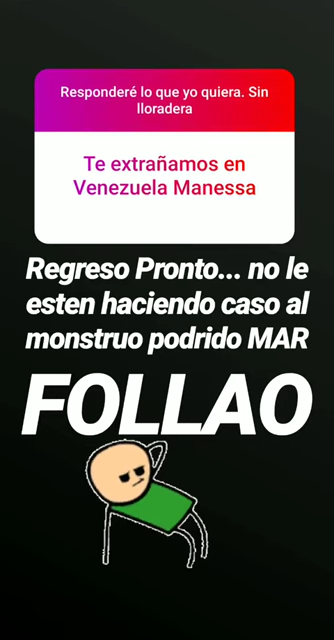 Responderé lo que yo quiera. Sin
lloradera
Te extrañamos en
Venezuela Manessa
Regreso Pronto... no le
esten haciendo caso al
monstruo podrido MAR
FOLLAO